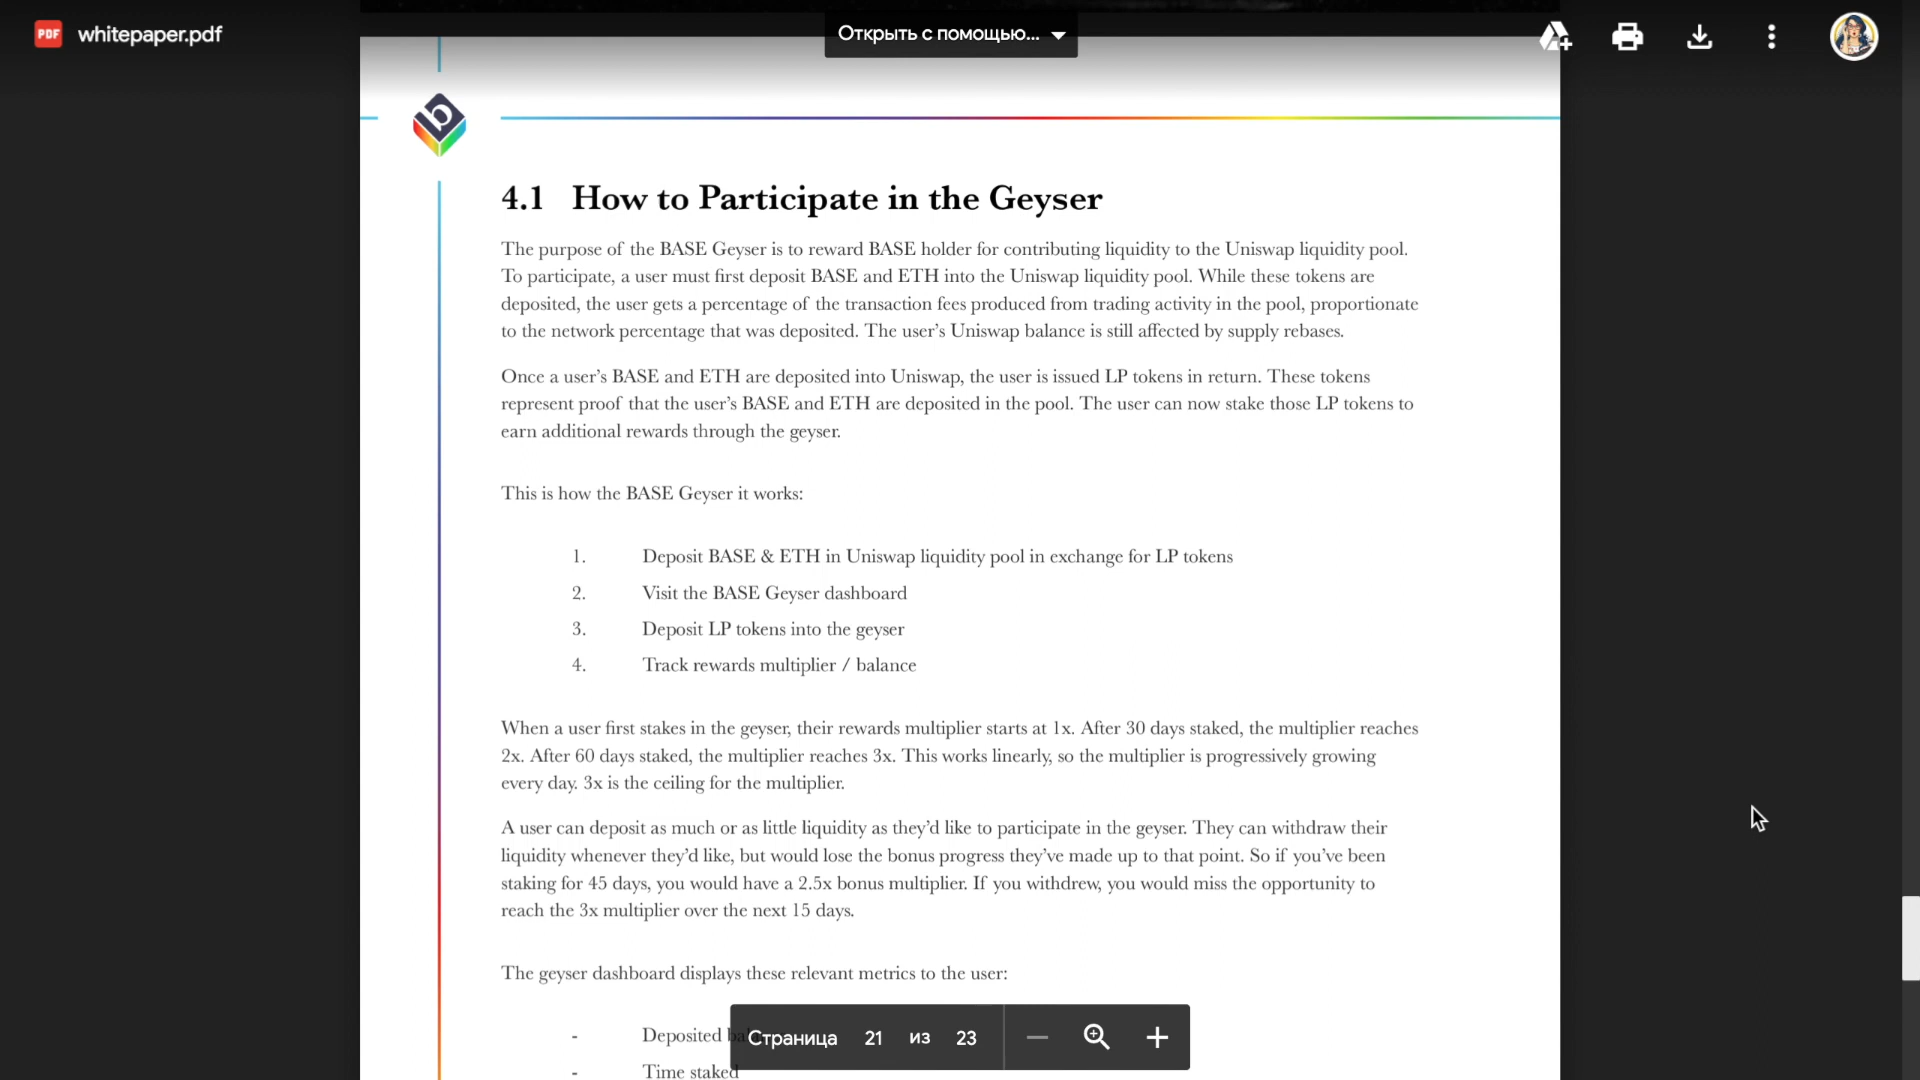 PDF whitepaper.pdf
Открыть с помощью...
b
4.1 How to Participate in the Geyser
The purpose of the BASE Geyser is to reward BASE holder for contributing liquidity to the Uniswap liquidity pool.
To participate, a user must first deposit BASE and ETH into the Uniswap liquidity pool. While these tokens are
deposited, the user gets a percentage of the transaction fees produced from trading activity in the pool, proportionate
to the network percentage that was deposited. The user’s Uniswap balance is still affected by supply rebases.
Once a user’s BASE and ETH are deposited into Uniswap, the user is issued LP tokens in return. These tokens
represent proof that the user’s BASE and ETH are deposited in the pool. The user can now stake those LP tokens to
earn additional rewards through the geyser.
This is how the BASE Geyser it works:
1. Deposit BASE & ETH in Uniswap liquidity pool in exchange for LP tokens
2. Visit the BASE Geyser dashboard
3. Deposit LP tokens into the geyser
4. Track rewards multiplier / balance
When a user first stakes in the geyser, their rewards multiplier starts at 1x. After 30 days staked, the multiplier reaches
2x. After 60 days staked, the multiplier reaches 3x. This works linearly, so the multiplier is progressively growing
every day. 3x is the ceiling for the multiplier.
A user can deposit as much or as little liquidity as they’d like to participate in the geyser. They can withdraw their
liquidity whenever they’d like, but would lose the bonus progress they’ve made up to that point. So if you’ve been
staking for 45 days, you would have a 2.5x bonus multiplier. If you withdrew, you would miss the opportunity to
reach the 3x multiplier over the next 15 days.
The geyser dashboard displays these relevant metrics to the user:
- Deposited
- Time staked
Страница 21 из 23